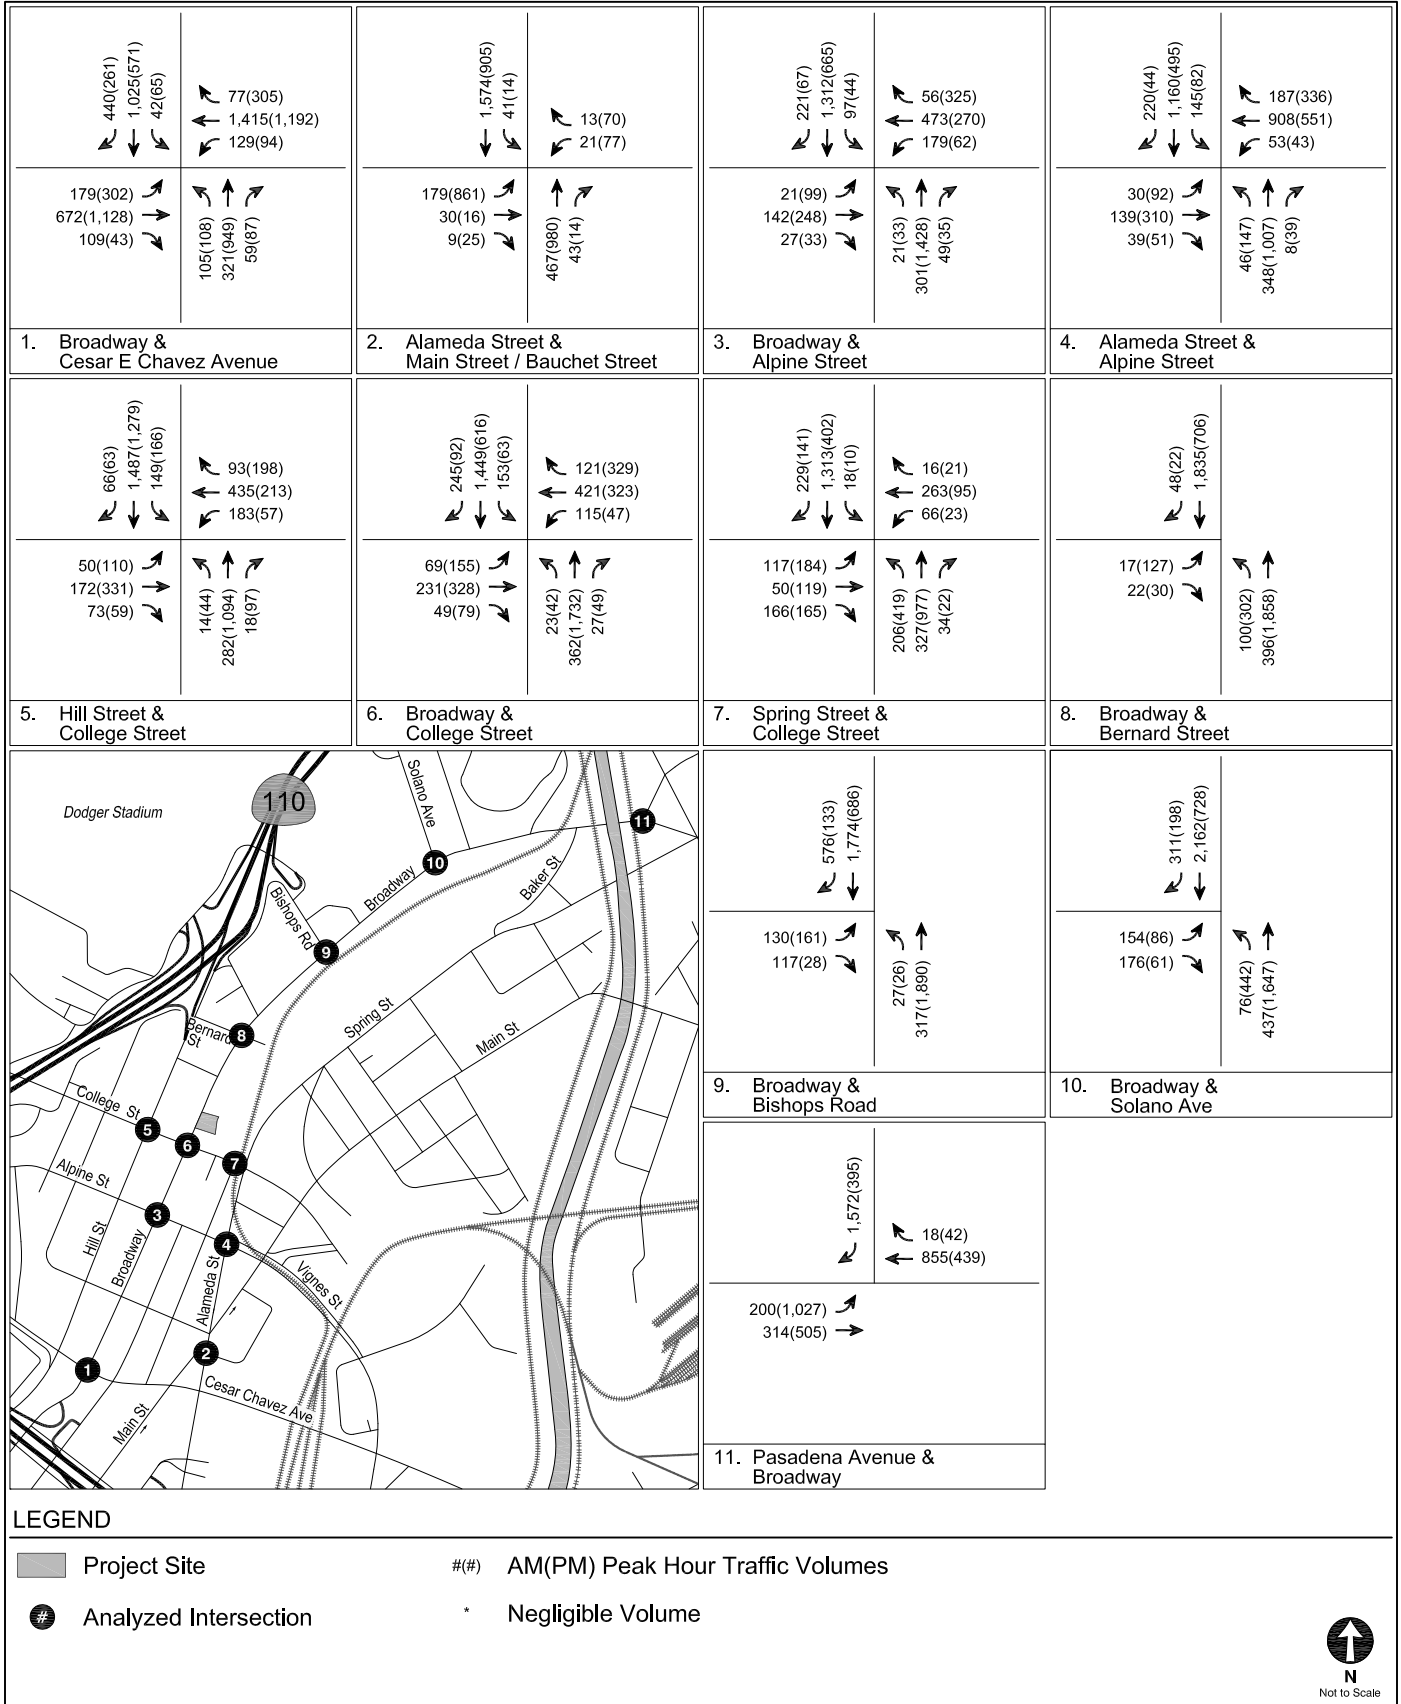 440(261)
1,025(571)
42(65)
77(305)
1,415(1,192)
129(94)
179(302)
672(1,128)
109(43)
105(108)
321(949)
59(87)
1. Broadway &
Cesar E Chavez Avenue
1,574(905)
41(14)
13(70)
21(77)
179(861)
30(16)
9(25)
467(980)
43(14)
2. Alameda Street &
Main Street / Bauchet Street
221(67)
1,312(665)
97(44)
56(325)
473(270)
179(62)
21(99)
142(248)
27(33)
21(33)
301(1,428)
49(35)
3. Broadway &
Alpine Street
220(44)
1,160(495)
145(82)
187(336)
908(551)
53(43)
30(92)
139(310)
39(51)
46(147)
348(1,007)
8(39)
4. Alameda Street &
Alpine Street
66(63)
1,487(1,279)
149(166)
93(198)
435(213)
183(57)
50(110)
172(331)
73(59)
14(44)
282(1,094)
18(97)
5. Hill Street &
College Street
245(92)
1,449(616)
153(63)
121(329)
421(323)
115(47)
69(155)
231(328)
49(79)
23(42)
362(1,732)
27(49)
6. Broadway &
College Street
229(141)
1,313(402)
18(10)
16(21)
263(95)
66(23)
117(184)
50(119)
166(165)
206(419)
327(977)
34(22)
7. Spring Street &
College Street
48(22)
1,835(706)
17(127)
22(30)
100(302)
396(1,858)
8. Broadway &
Bernard Street
Dodger Stadium
110
Solano Ave
11
10
Broadway
Baker St
Bishops Rd
9
Spring St
Main St
Bernard St
8
College St
5
6
7
Alpine St
3
4
Hill St
Broadway
Alameda St
Vignes St
2
1
Cesar Chavez Ave
Main St
576(133)
1,774(686)
130(161)
117(28)
27(26)
317(1,890)
9. Broadway &
Bishops Road
311(198)
2,162(728)
154(86)
176(61)
76(442)
437(1,647)
10. Broadway &
Solano Ave
1,572(395)
18(42)
855(439)
200(1,027)
314(505)
11. Pasadena Avenue &
Broadway
LEGEND
Project Site
#(#) AM(PM) Peak Hour Traffic Volumes
# Analyzed Intersection
* Negligible Volume
N
Not to Scale